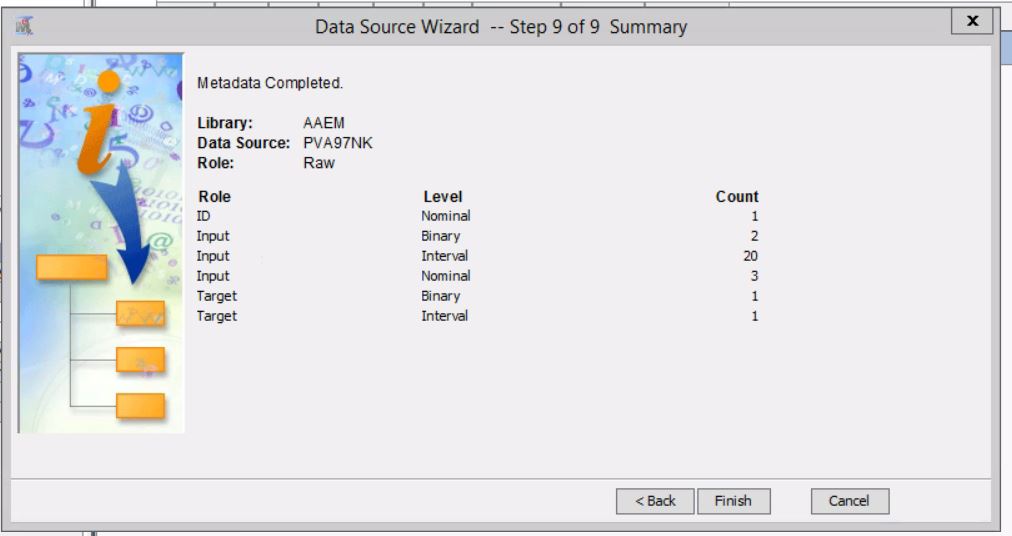 Data Source Wizard -- Step 9 of 9 Summary
x
Metadata Completed.
Library: AAEM
Data Source: PVA97NK
Role: Raw
Role Level Count
ID Nominal 1
Input Binary 2
Input Interval 20
Input Nominal 3
Target Binary 1
Target Interval 1
< Back Finish Cancel